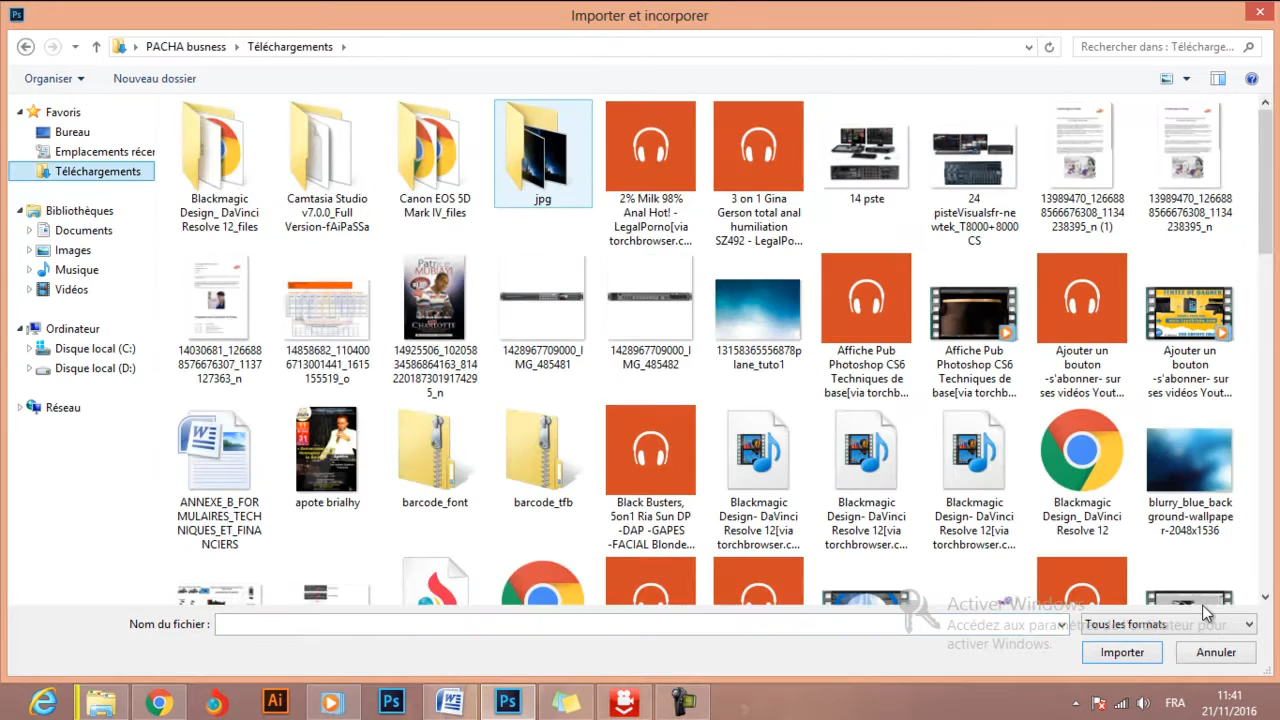 Importer et incorporer
PACHA busness
Téléchargements
Rechercher dans : Télécharge...
Organiser
Nouveau dossier
Favoris
Bureau
Emplacements récer
Téléchargements
Bibliothèques
Documents
Images
Musique
Vidéos
Ordinateur
Disque local (C:)
Disque local (D:)
Réseau
Blackmagic
Design_ DaVinci
Resolve 12_files
Camtasia Studio
v7.0.0_Full
Version-fAiPaSSa
Canon EOS 5D
Mark IV_files
jpg
2% Milk 98%
Anal Hot! -
LegalPorno[via
torchbrowser.c...
3 on 1 Gina
Gerson total anal
humiliation
SZ492 - LegalPo...
14 pste
24
pisteVisualsfr-ne
wtek_T8000+8000
CS
13989470_126688
8566676308_1134
238395_n (1)
13989470_126688
8566676308_1134
238395_n
14030681_126688
8576676307_1137
127363_n
14858682_110400
6713001441_1615
155519_o
14925506_102058
34586864163_814
220187301917429
5_n
1428967709000_I
MG_485481
1428967709000_I
MG_485482
13158365556878p
lane_tuto1
Affiche Pub
Photoshop CS6
Techniques de
base[via torchb...
Affiche Pub
Photoshop CS6
Techniques de
base[via torchb...
Ajouter un
bouton
-s'abonner- sur
ses vidéos Yout...
Ajouter un
bouton
-s'abonner- sur
ses vidéos Yout...
ANNEXE_B_FOR
MULAIRES_TECH
NIQUES_ET_FINA
NCIERS
apote brialhy
barcode_font
barcode_tfb
Black Busters,
5on1 Ria Sun DP
-DAP -GAPES
-FACIAL Blonde...
Blackmagic
Design- DaVinci
Resolve 12[via
torchbrowser.c...
Blackmagic
Design- DaVinci
Resolve 12[via
torchbrowser.c...
Blackmagic
Design- DaVinci
Resolve 12[via
torchbrowser.c...
Blackmagic
Design_ DaVinci
Resolve 12
blurry_blue_back
ground-wallpape
r-2048x1536
Activer Windows
Accédez aux paramètres de l'ordinateur pour
activer Windows.
Nom du fichier :
Tous les formats
Importer
Annuler
FRA
11:41
21/11/2016